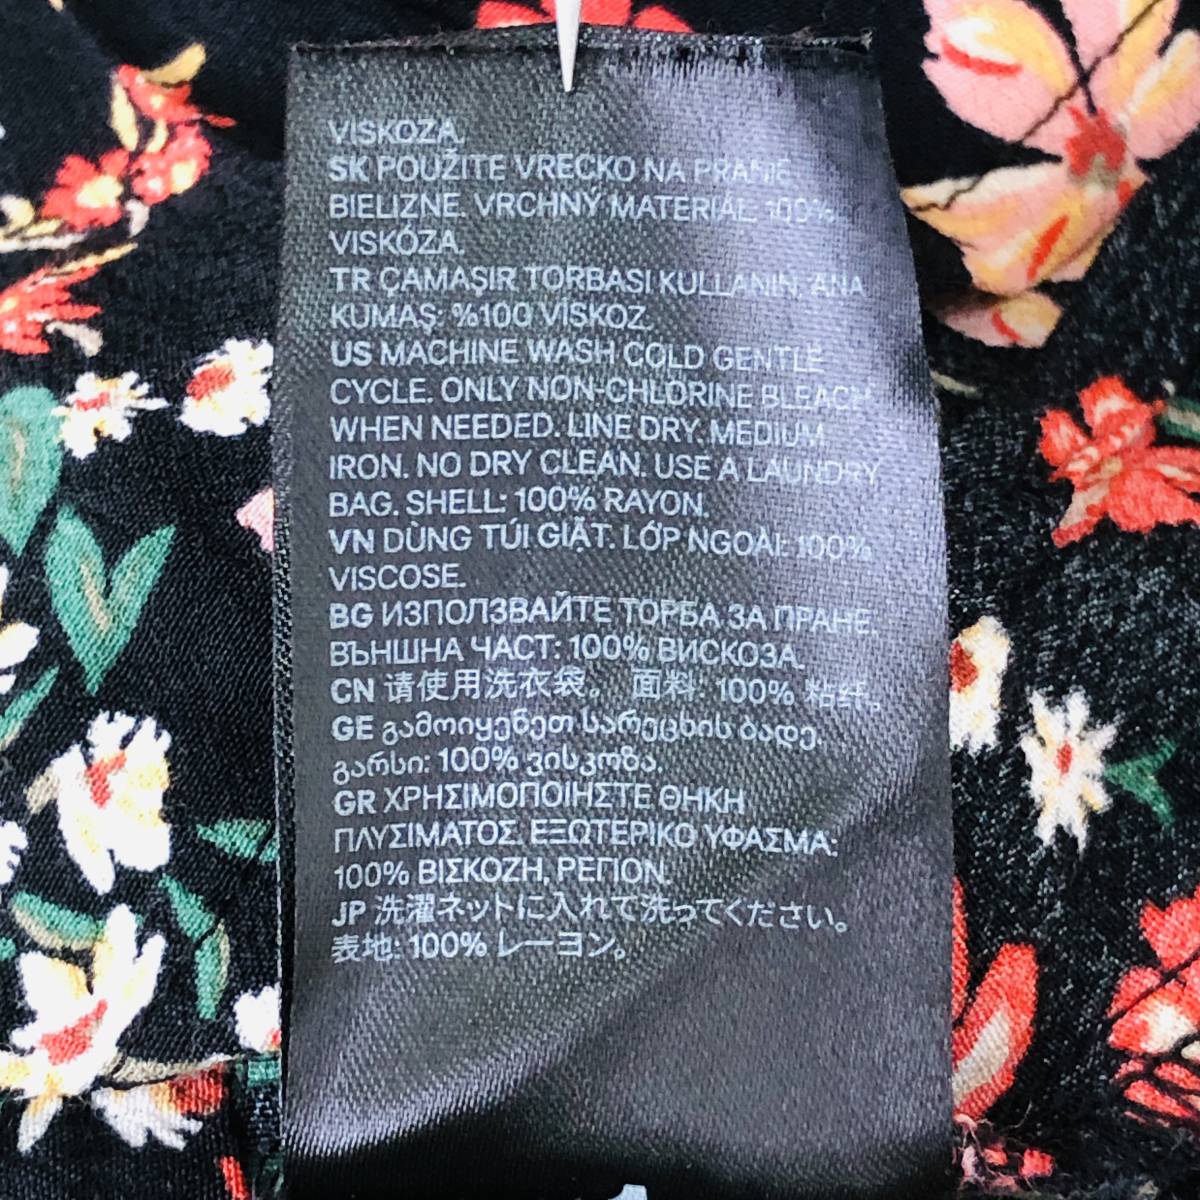 VISKOZA.
SK POUŽITE VRECKO NA PRANIE
BIELIZNE. VRCHNÝ MATERIÁL: 100%
VISKÓZA.
TR ÇAMAŞIR TORBASI KULLANIN. ANA
KUMAŞ: %100 VİSKOZ.
US MACHINE WASH COLD GENTLE
CYCLE. ONLY NON-CHLORINE BLEACH
WHEN NEEDED. LINE DRY. MEDIUM
IRON. NO DRY CLEAN. USE A LAUNDRY
BAG. SHELL: 100% RAYON.
VN DÙNG TÚI GIẶT. LỚP NGOÀI: 100%
VISCOSE.
BG ИЗПОЛЗВАЙТЕ ТОРБА ЗА ПРАНЕ.
ВЪНШНА ЧАСТ: 100% ВИСКОЗА.
CN 请使用洗衣袋。 面料: 100% 粘纤。
GE გამოიყენეთ სარეცხის ბადე.
გარსი: 100% ვისკოზა.
GR ΧΡΗΣΙΜΟΠΟΙΗΣΤΕ ΘΗΚΗ
ΠΛΥΣΙΜΑΤΟΣ. ΕΞΩΤΕΡΙΚΟ ΥΦΑΣΜΑ:
100% ΒΙΣΚΟΖΗ, ΡΕΓΙΟΝ.
JP 洗濯ネットに入れて洗ってください。
表地: 100% レーヨン。